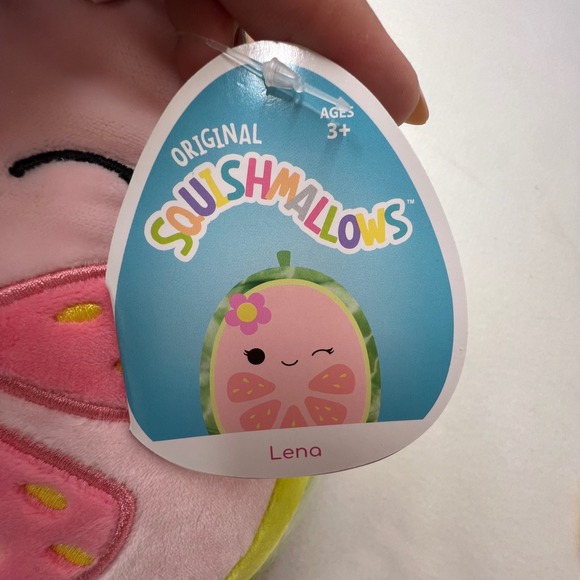 AGES
3+
ORIGINAL
SQUISHMALLOWS™
Lena